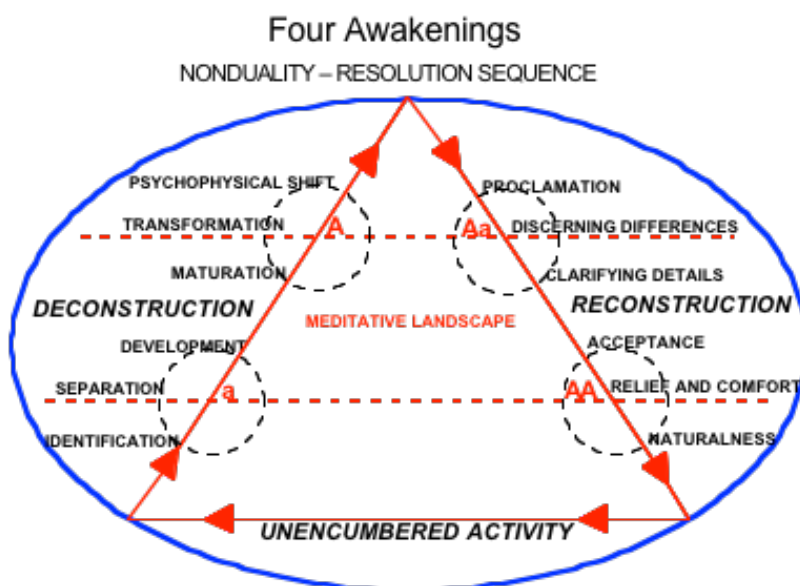 Four Awakenings
NONDUALITY – RESOLUTION SEQUENCE
PSYCHOPHYSICAL SHIFT
PROCLAMATION
TRANSFORMATION
A
Aa
DISCERNING DIFFERENCES
MATURATION
CLARIFYING DETAILS
DECONSTRUCTION
RECONSTRUCTION
MEDITATIVE LANDSCAPE
DEVELOPMENT
ACCEPTANCE
SEPARATION
a
AA
RELIEF AND COMFORT
IDENTIFICATION
NATURALNESS
UNENCUMBERED ACTIVITY